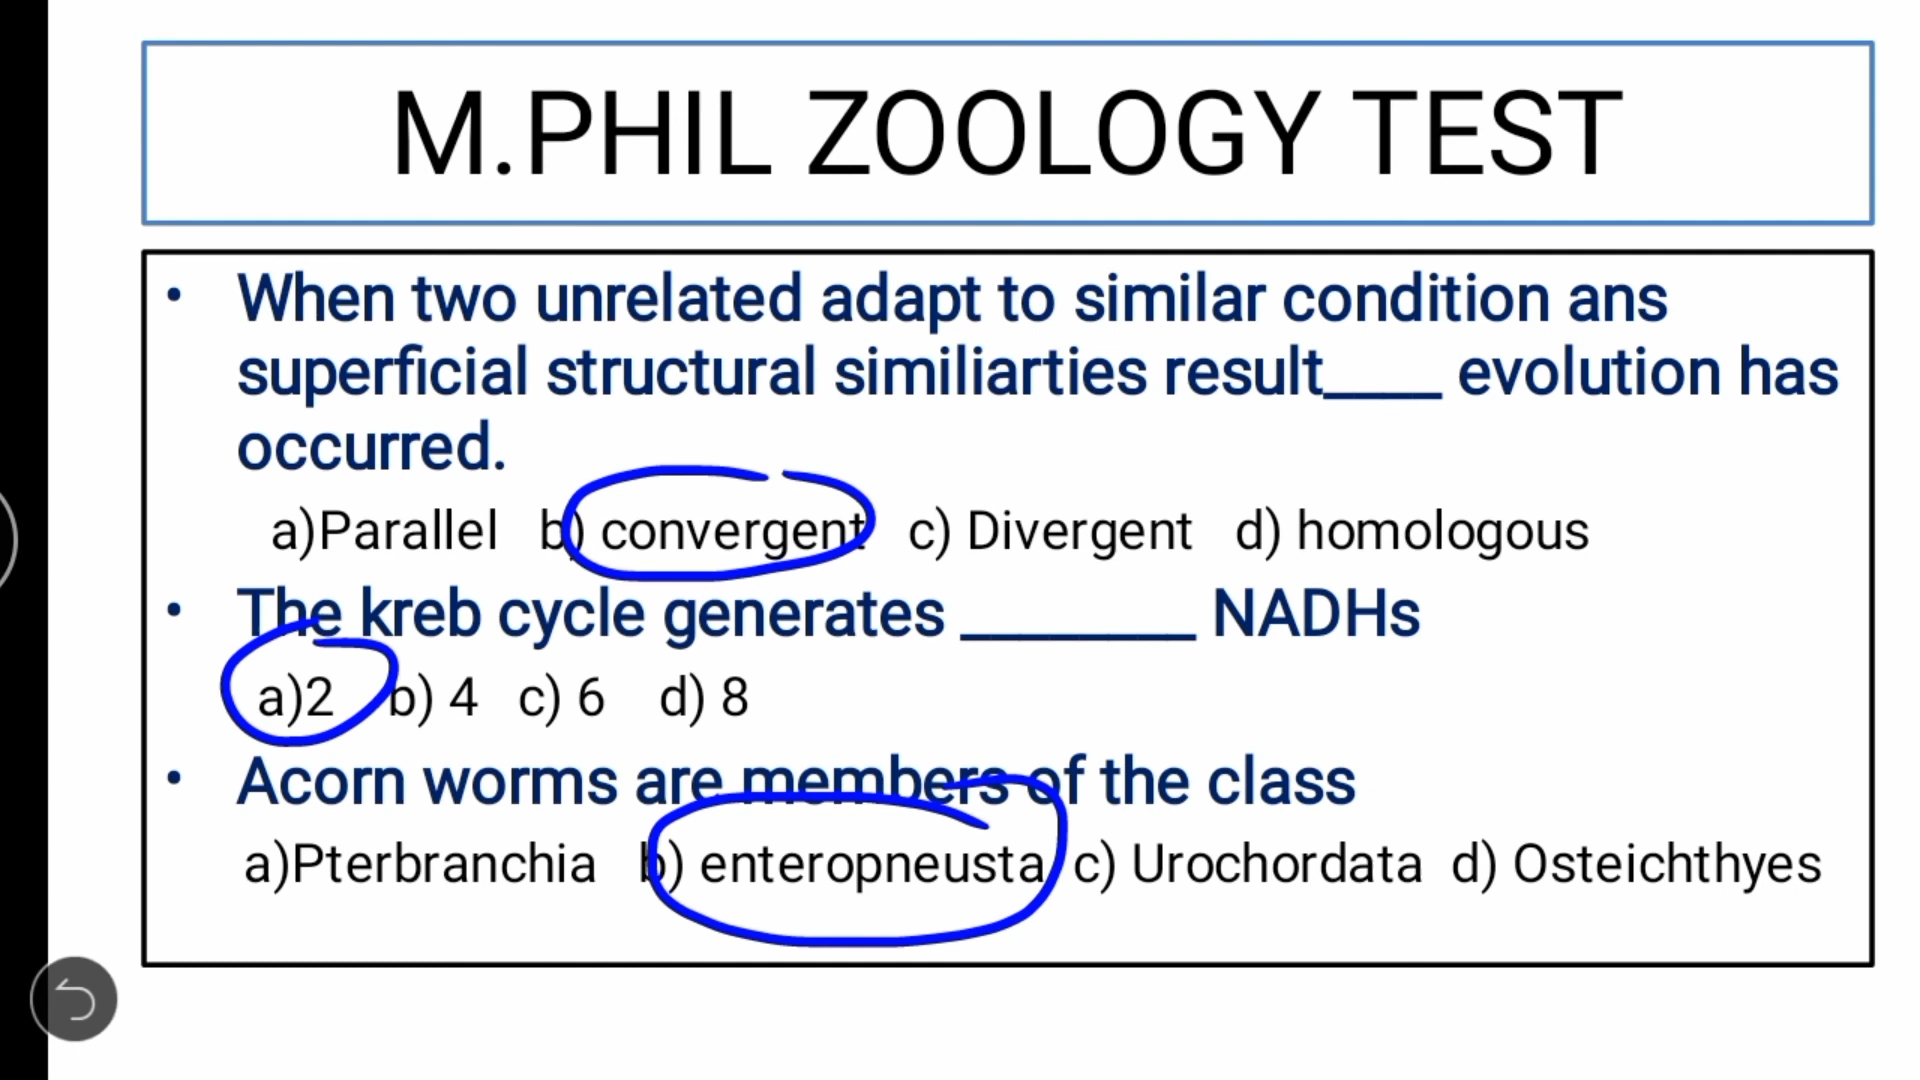 M.PHIL ZOOLOGY TEST
• When two unrelated adapt to similar condition ans
superficial structural similiarties result____ evolution has
occurred.
a)Parallel b) convergent c) Divergent d) homologous
• The kreb cycle generates ________ NADHs
a)2 b) 4 c) 6 d) 8
• Acorn worms are members of the class
a)Pterbranchia b) enteropneusta c) Urochordata d) Osteichthyes